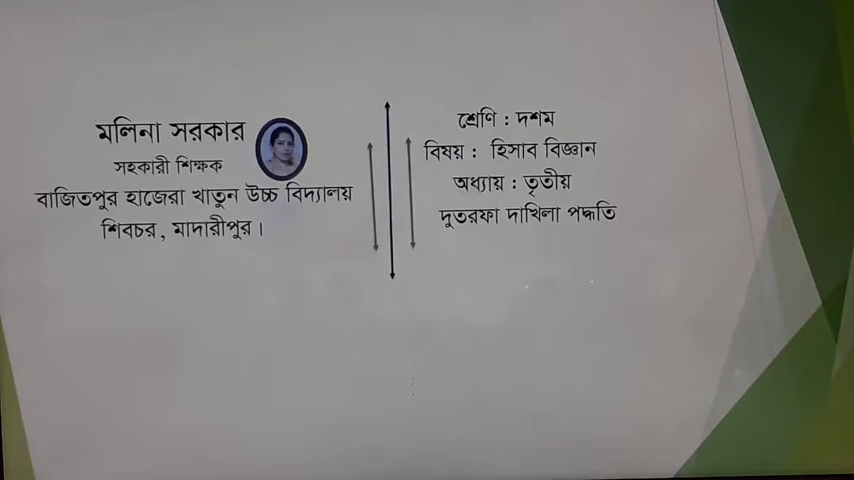 মলিনা সরকার
সহকারী শিক্ষক
বাজিতপুর হাজেরা খাতুন উচ্চ বিদ্যালয়
শিবচর, মাদারীপুর।
শ্রেণি : দশম
বিষয় : হিসাব বিজ্ঞান
অধ্যায় : তৃতীয়
দুতরফা দাখিলা পদ্ধতি